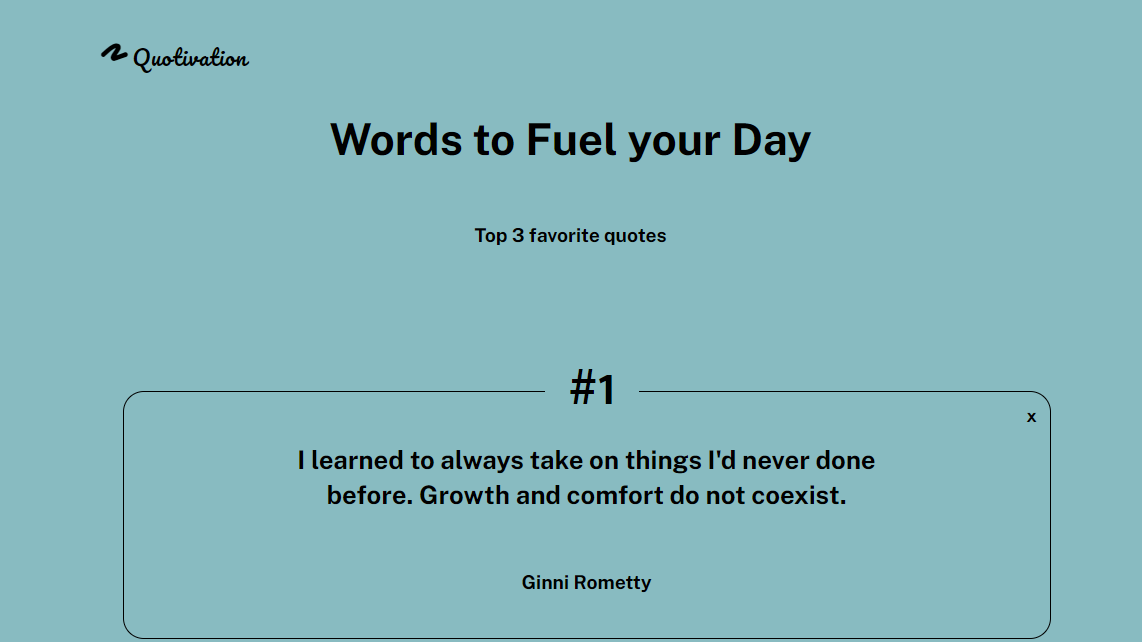 Quotivation
Words to Fuel your Day
Top 3 favorite quotes
#1
x
I learned to always take on things I'd never done
before. Growth and comfort do not coexist.
Ginni Rometty